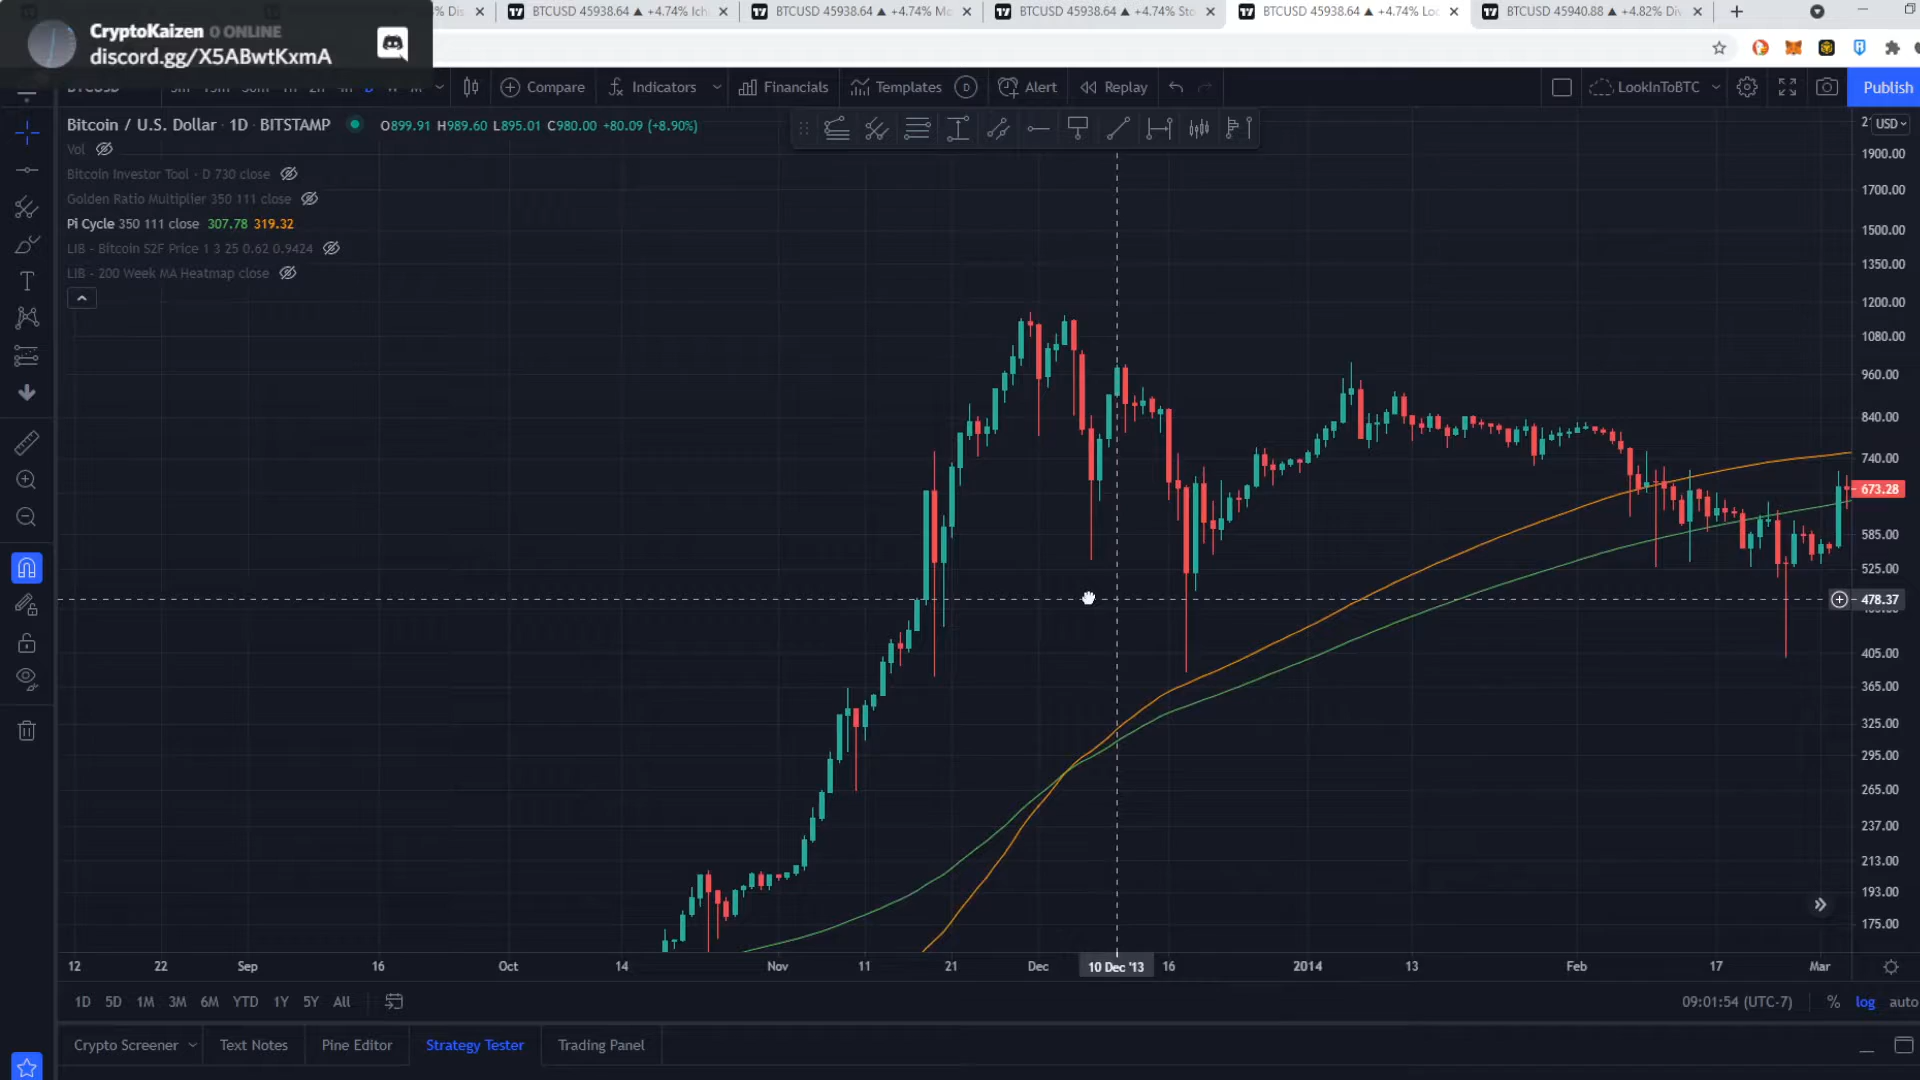 CryptoKaizen 0 ONLINE
discord.gg/X5ABwtKxmA
BTCUSD 45938.64 ▲ +4.74% Ich
BTCUSD 45938.64 ▲ +4.74% Mo
BTCUSD 45938.64 ▲ +4.74% Sto
BTCUSD 45938.64 ▲ +4.74% Loo
BTCUSD 45940.88 ▲ +4.82% Div
Compare
Indicators
Financials
Templates
D
Alert
Replay
LookInToBTC
Publish
Bitcoin / U.S. Dollar · 1D · BITSTAMP
O899.91 H989.60 L895.01 C980.00 +80.09 (+8.90%)
Vol
Bitcoin Investor Tool - D 730 close
Golden Ratio Multiplier 350 111 close
Pi Cycle 350 111 close 307.78 319.32
LIB - Bitcoin S2F Price 1 3 25 0.62 0.9424
LIB - 200 Week MA Heatmap close
USD
1900.00
1700.00
1500.00
1350.00
1200.00
1080.00
960.00
840.00
740.00
673.28
585.00
525.00
478.37
405.00
365.00
325.00
295.00
265.00
237.00
213.00
193.00
175.00
12 22 Sep 16 Oct 14 Nov 11 21 Dec 10 Dec '13 16 2014 13 Feb 17 Mar
1D 5D 1M 3M 6M YTD 1Y 5Y All
09:01:54 (UTC-7) % log auto
Crypto Screener Text Notes Pine Editor Strategy Tester Trading Panel